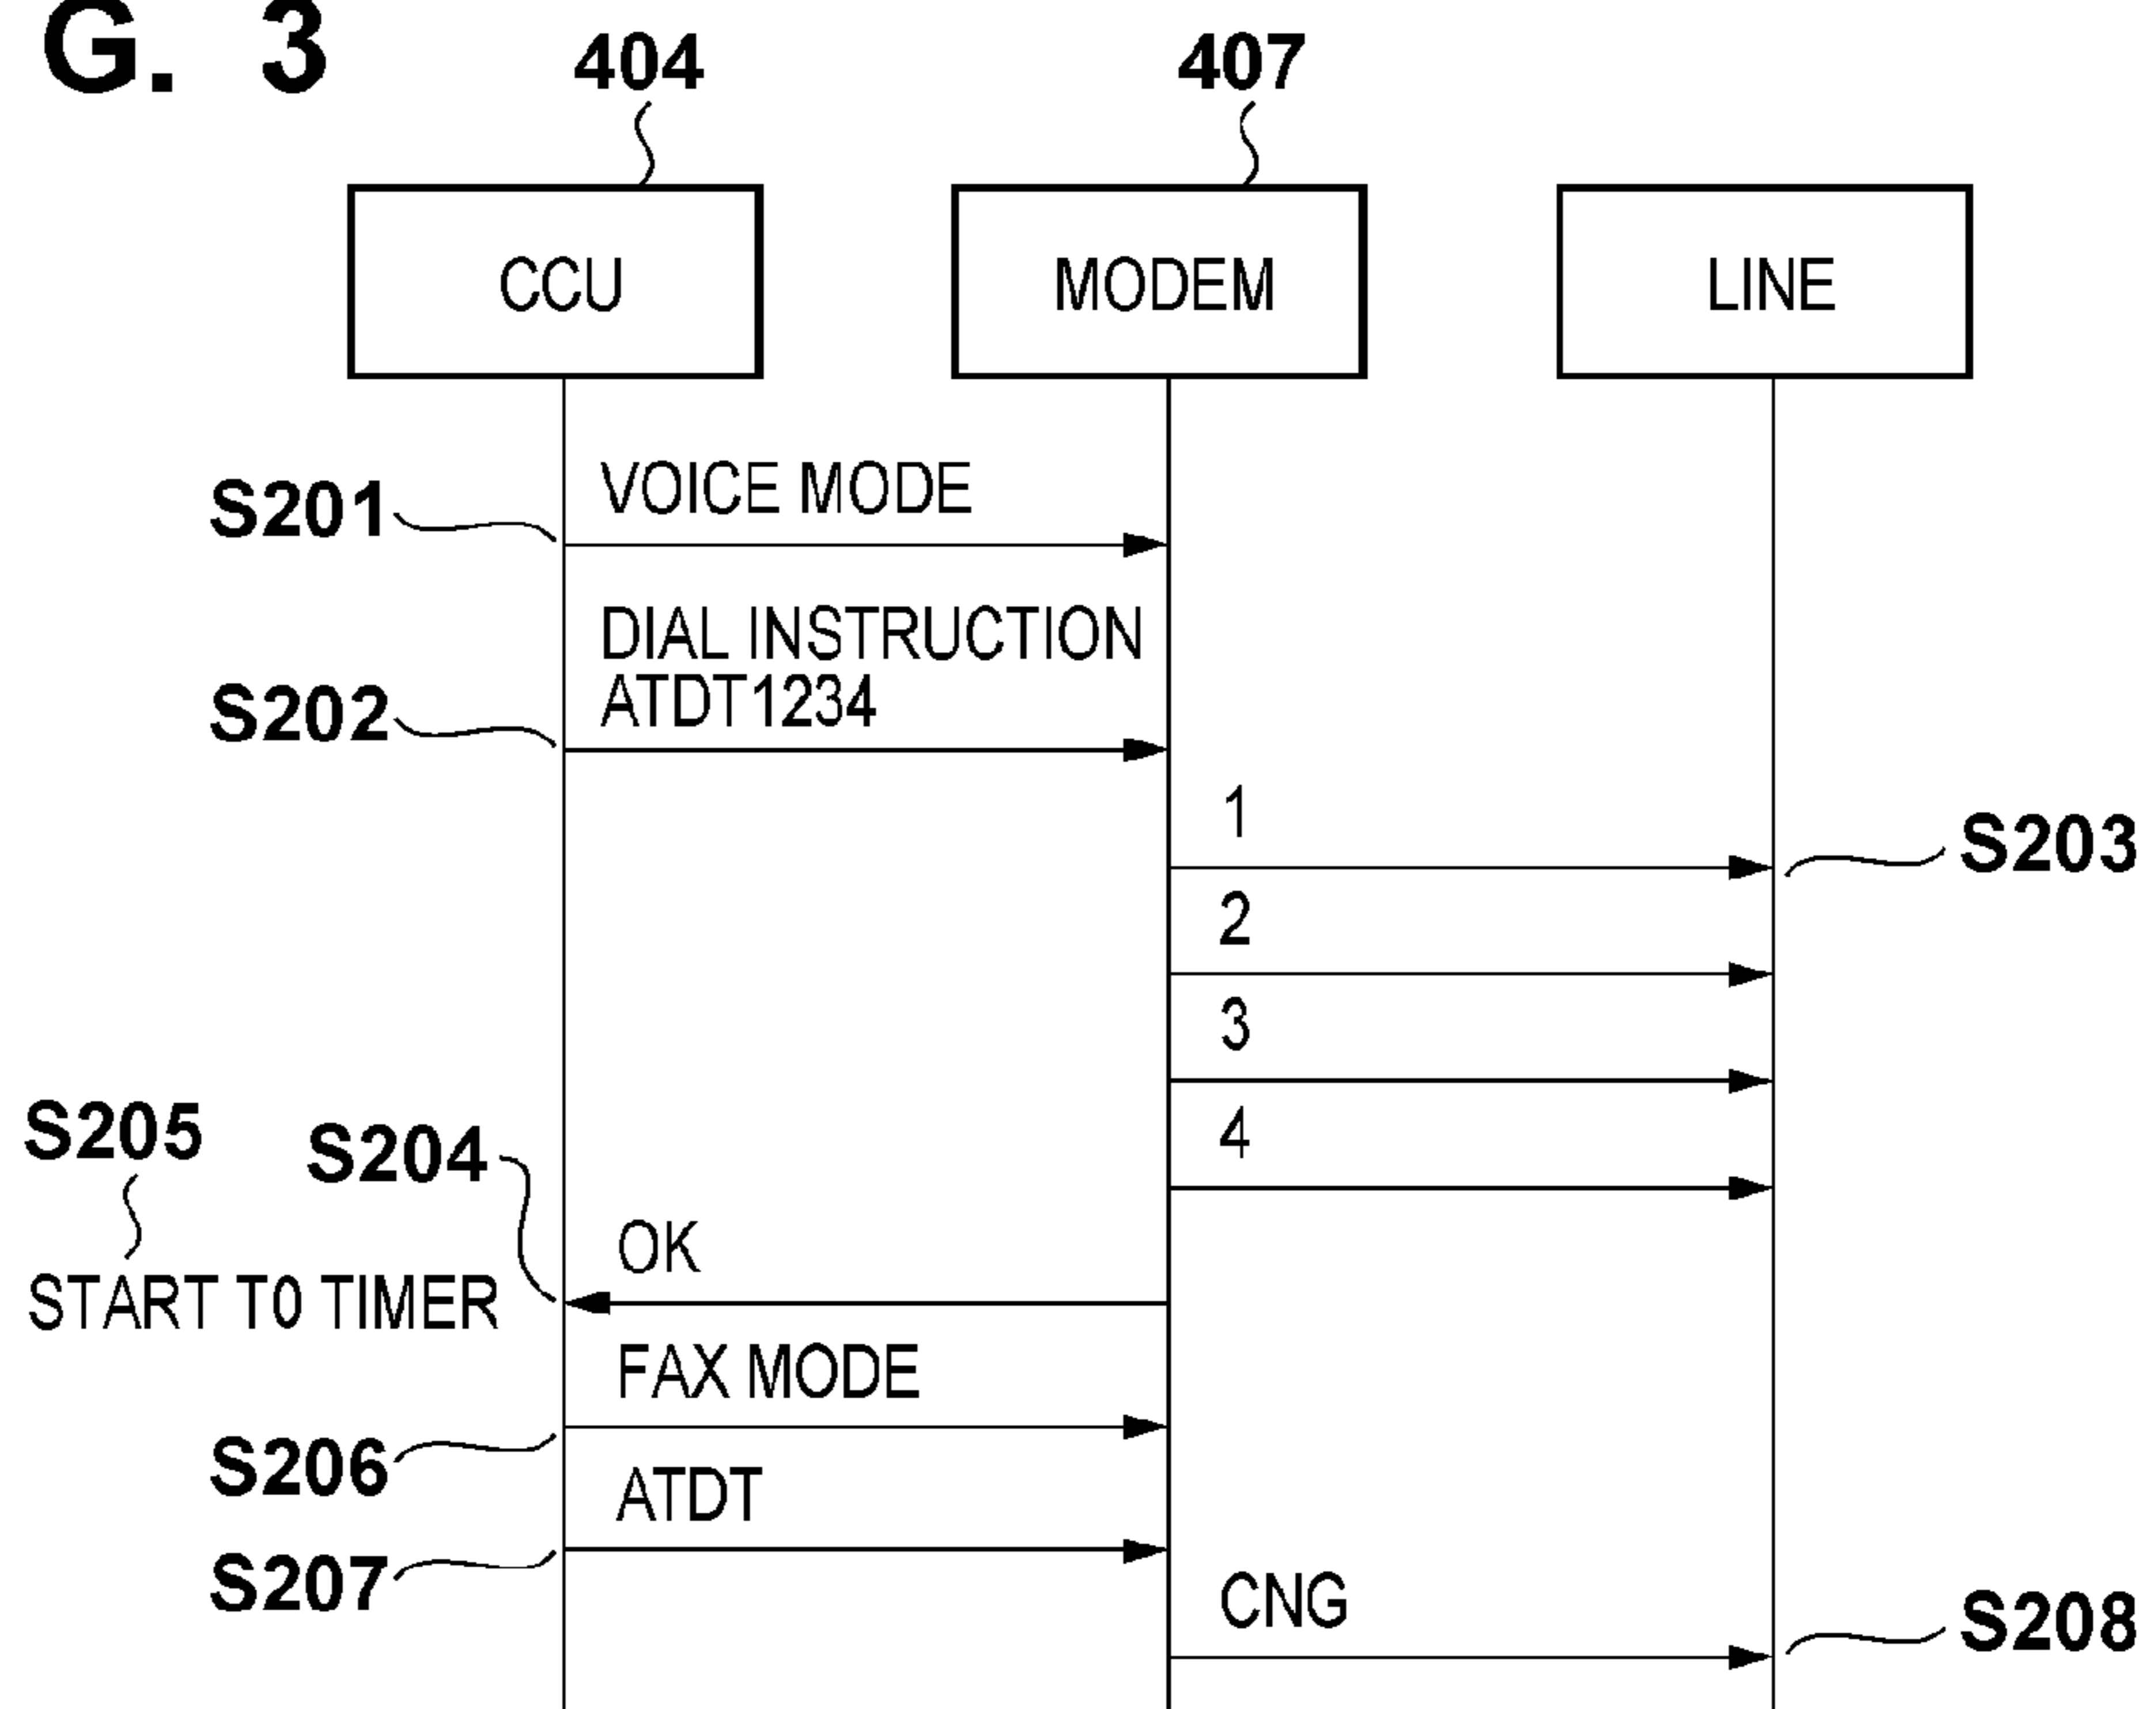 G. 3
404
407
CCU
MODEM
LINE
VOICE MODE
S201
DIAL INSTRUCTION
ATDT1234
S202
1
S203
2
3
4
S205
S204
OK
START T0 TIMER
FAX MODE
S206
ATDT
S207
CNG
S208